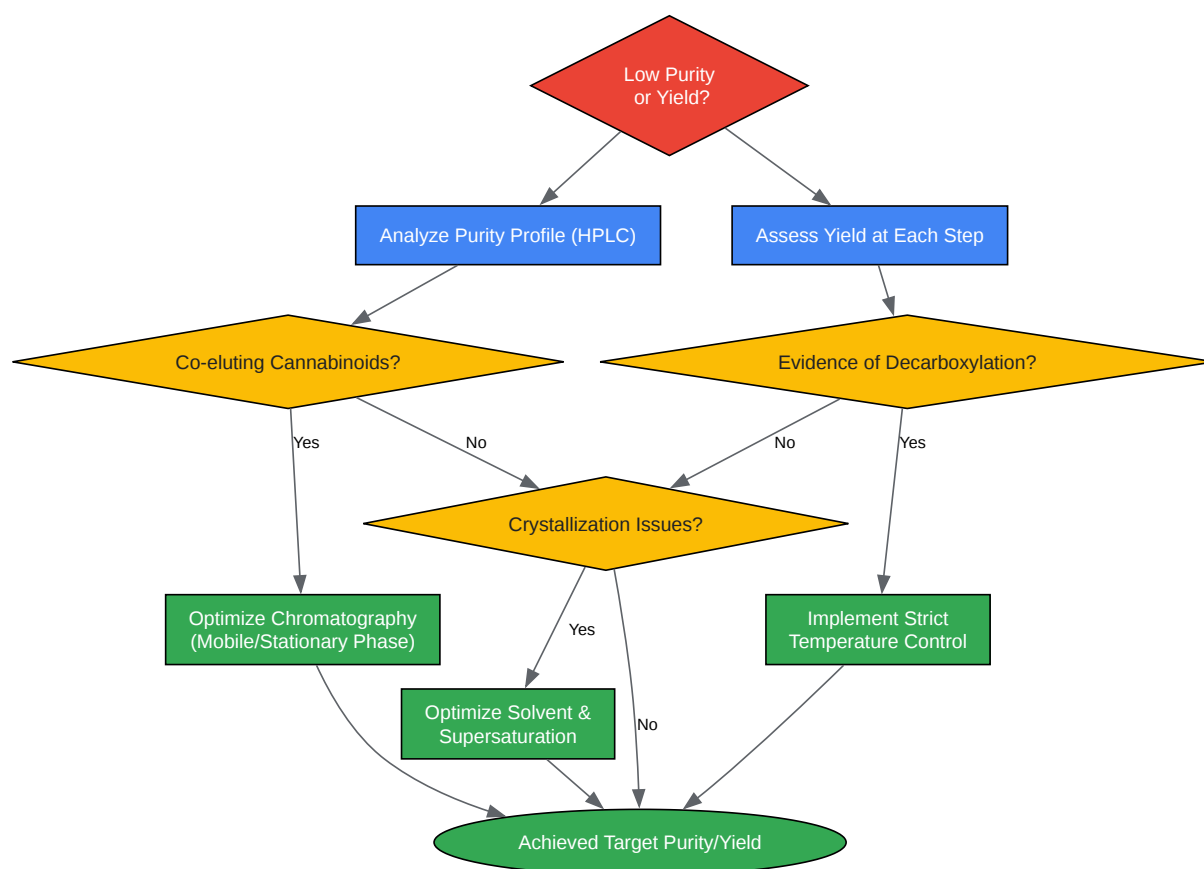 Low Purity
or Yield?
Analyze Purity Profile (HPLC)
Assess Yield at Each Step
Co-eluting Cannabinoids?
Evidence of Decarboxylation?
Yes
No
No
Yes
Crystallization Issues?
Optimize Chromatography
(Mobile/Stationary Phase)
Implement Strict
Temperature Control
Yes
Optimize Solvent &
Supersaturation
No
Achieved Target Purity/Yield